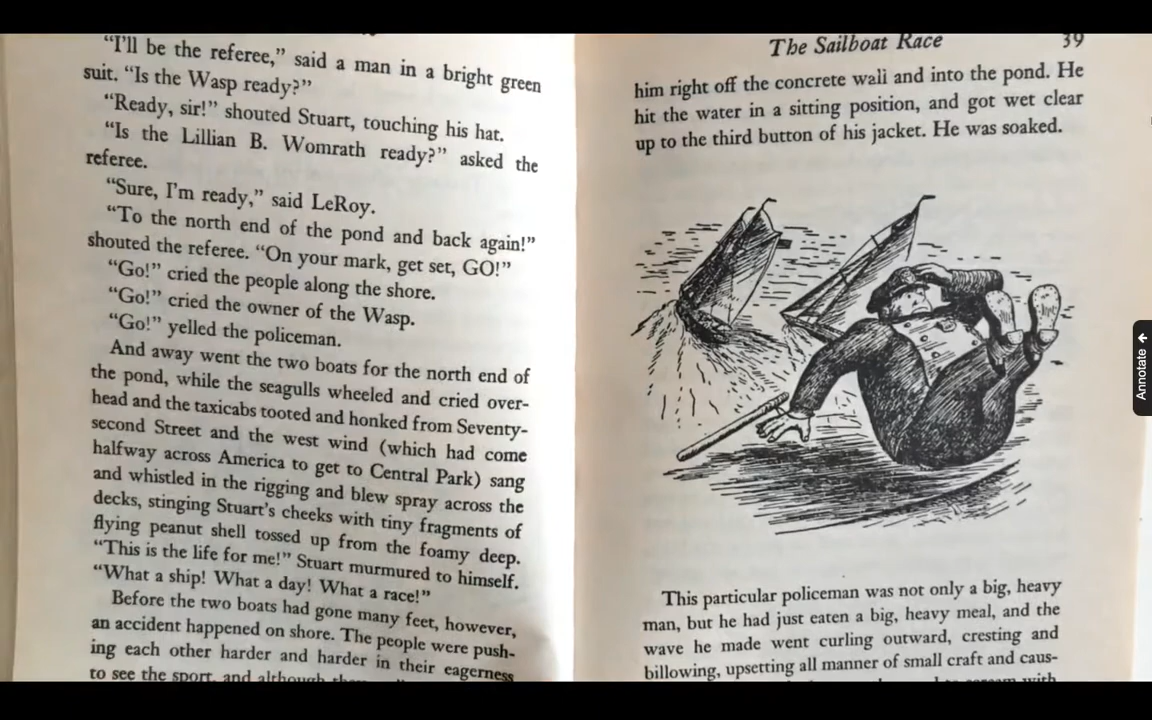 "I'll be the referee," said a man in a bright green
suit. "Is the Wasp ready?"
"Ready, sir!" shouted Stuart, touching his hat.
"Is the Lillian B. Womrath ready?" asked the
referee.
"Sure, I'm ready," said LeRoy.
"To the north end of the pond and back again!"
shouted the referee. "On your mark, get set, GO!"
"Go!" cried the people along the shore.
"Go!" cried the owner of the Wasp.
"Go!" yelled the policeman.
And away went the two boats for the north end of
the pond, while the seagulls wheeled and cried over-
head and the taxicabs tooted and honked from Seventy-
second Street and the west wind (which had come
halfway across America to get to Central Park) sang
and whistled in the rigging and blew spray across the
decks, stinging Stuart's cheeks with tiny fragments of
flying peanut shell tossed up from the foamy deep.
"This is the life for me!" Stuart murmured to himself.
"What a ship! What a day! What a race!"
Before the two boats had gone many feet, however,
an accident happened on shore. The people were push-
ing each other harder and harder in their eagerness
to see the sport, and although
The Sailboat Race 39
him right off the concrete wall and into the pond. He
hit the water in a sitting position, and got wet clear
up to the third button of his jacket. He was soaked.
This particular policeman was not only a big, heavy
man, but he had just eaten a big, heavy meal, and the
wave he made went curling outward, cresting and
billowing, upsetting all manner of small craft and caus-
Annotate